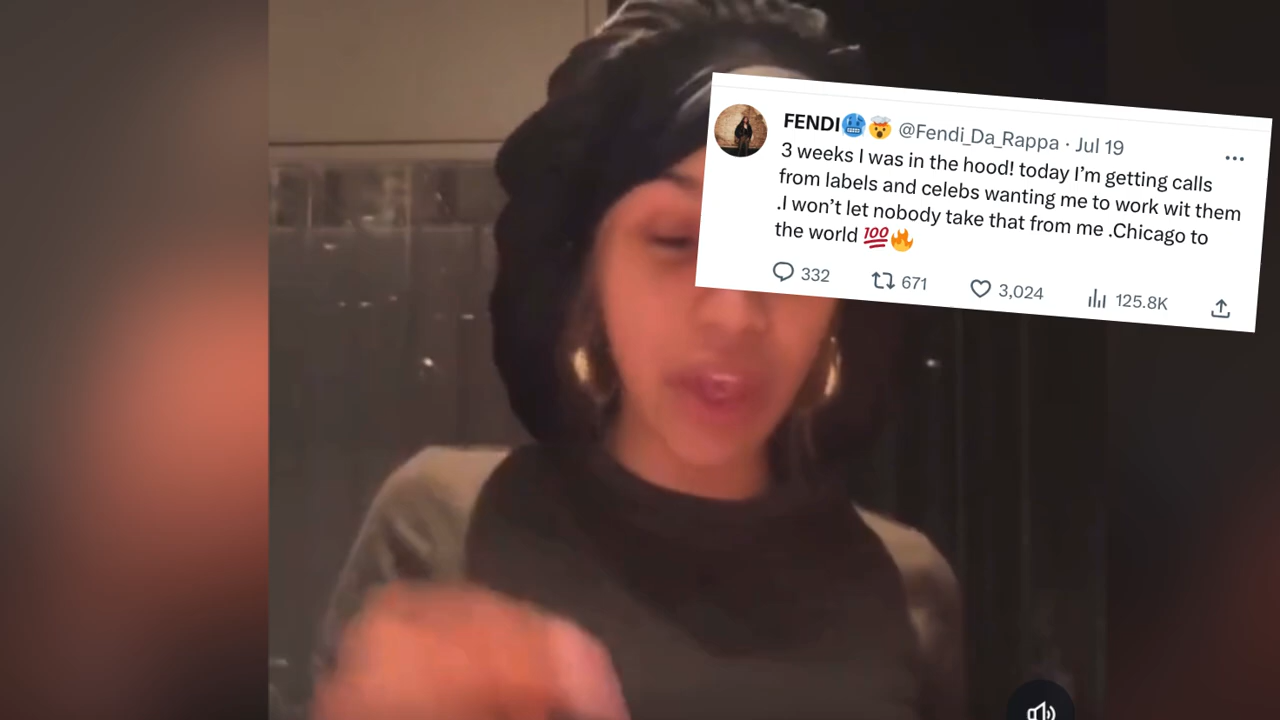 FENDI🥶🤯 @Fendi_Da_Rappa · Jul 19
3 weeks I was in the hood! today I’m getting calls
from labels and celebs wanting me to work wit them
.I won’t let nobody take that from me .Chicago to
the world 💯🔥
332 671 3,024 125.8K